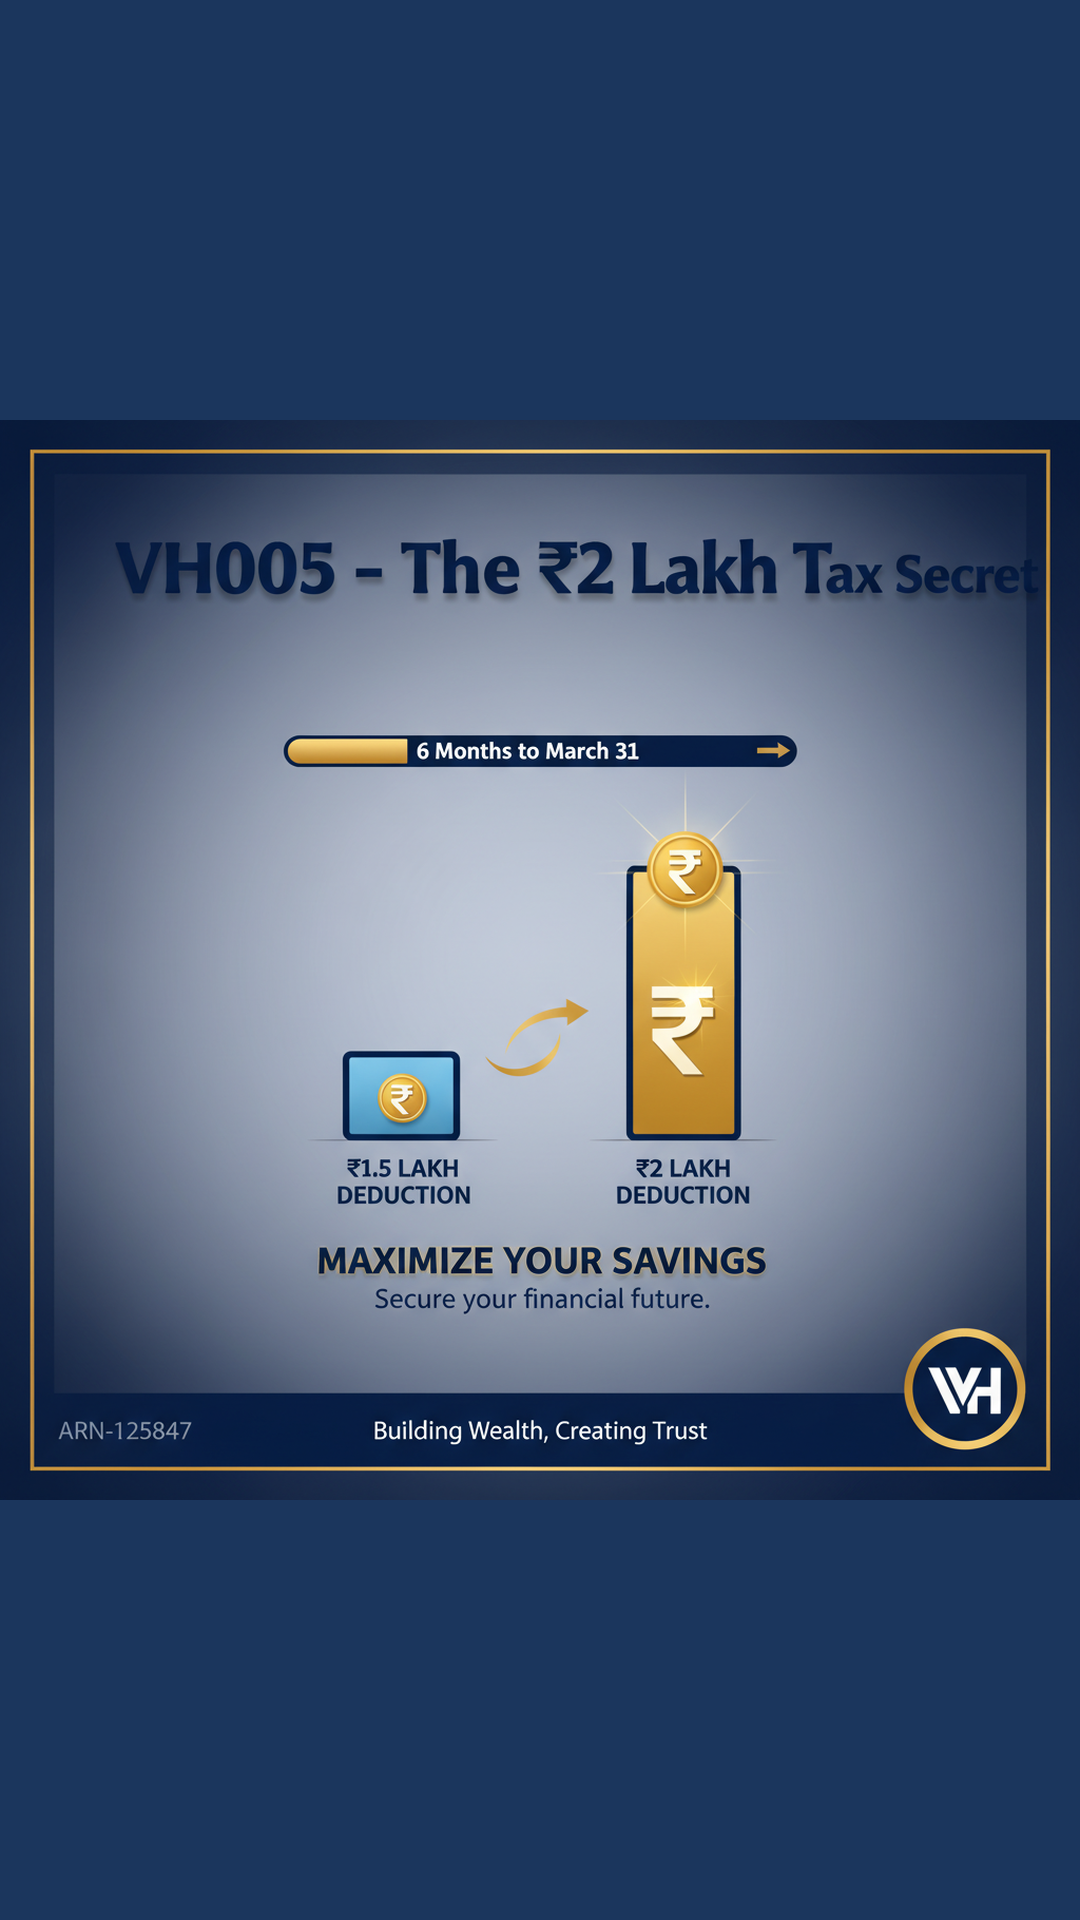 VH005 - The ₹2 Lakh Tax Secret
6 Months to March 31
₹
₹
₹
₹1.5 LAKH
DEDUCTION
₹2 LAKH
DEDUCTION
MAXIMIZE YOUR SAVINGS
Secure your financial future.
VH
ARN-125847
Building Wealth, Creating Trust